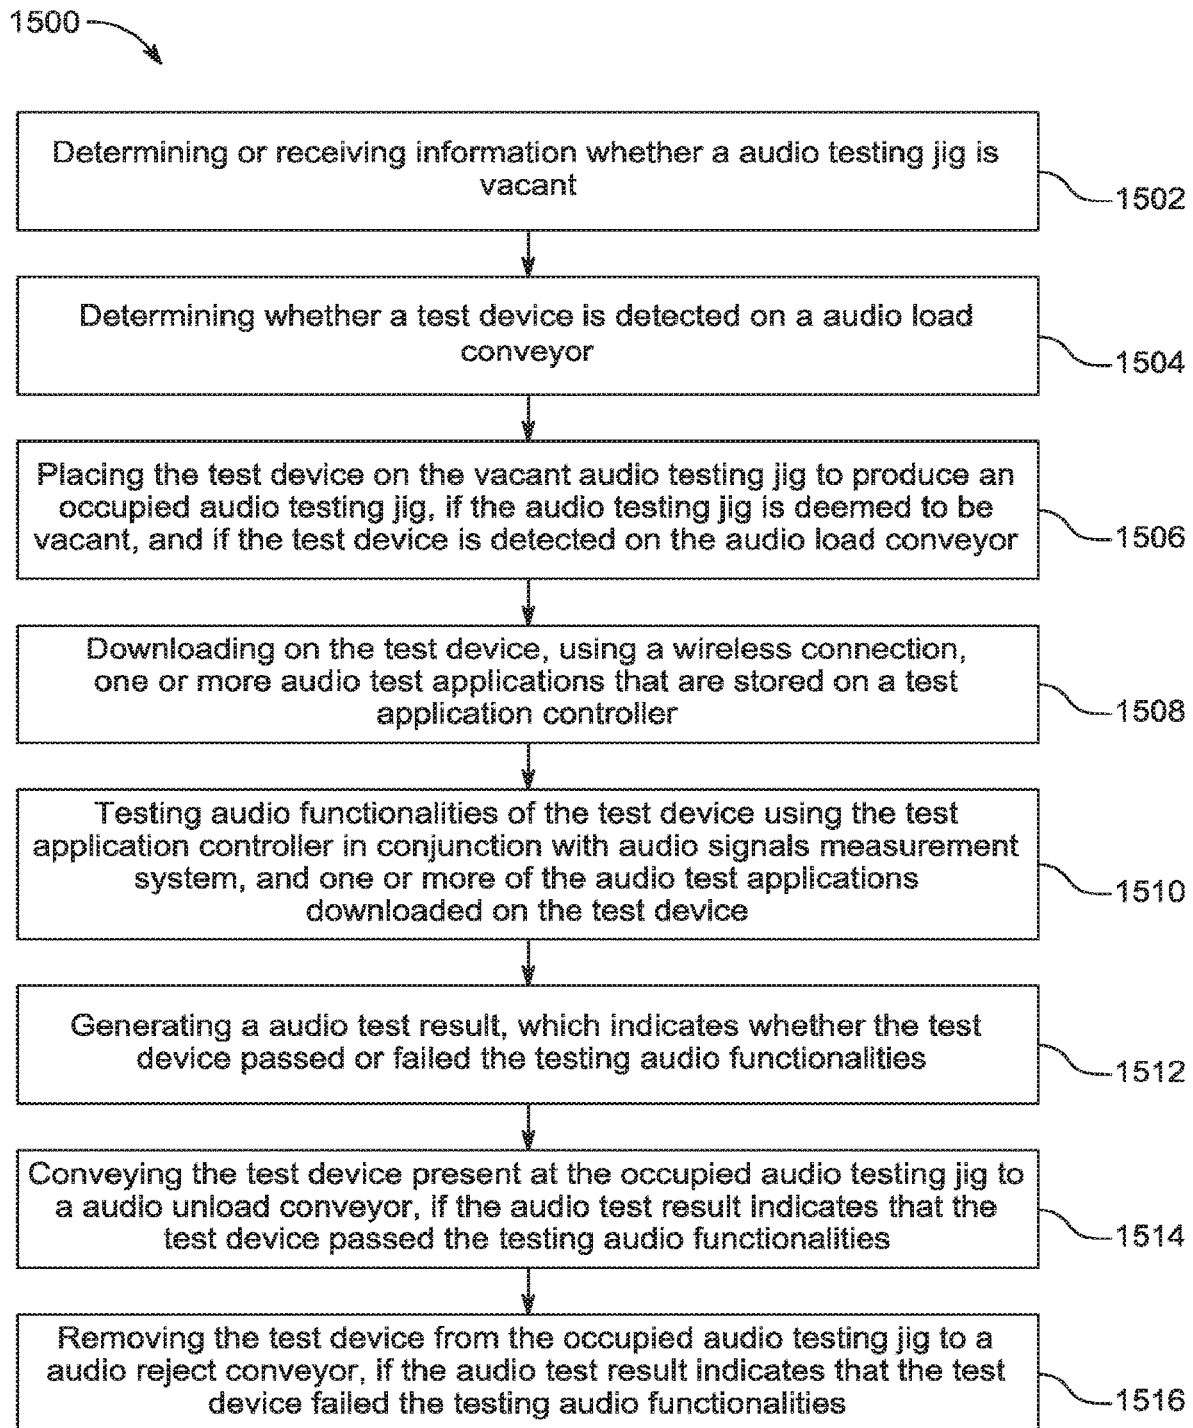 1500
Determining or receiving information whether a audio testing jig is
vacant
1502
Determining whether a test device is detected on a audio load
conveyor
1504
Placing the test device on the vacant audio testing jig to produce an
occupied audio testing jig, if the audio testing jig is deemed to be
vacant, and if the test device is detected on the audio load conveyor
1506
Downloading on the test device, using a wireless connection,
one or more audio test applications that are stored on a test
application controller
1508
Testing audio functionalities of the test device using the test
application controller in conjunction with audio signals measurement
system, and one or more of the audio test applications
downloaded on the test device
1510
Generating a audio test result, which indicates whether the test
device passed or failed the testing audio functionalities
1512
Conveying the test device present at the occupied audio testing jig to
a audio unload conveyor, if the audio test result indicates that the
test device passed the testing audio functionalities
1514
Removing the test device from the occupied audio testing jig to a
audio reject conveyor, if the audio test result indicates that the test
device failed the testing audio functionalities
1516